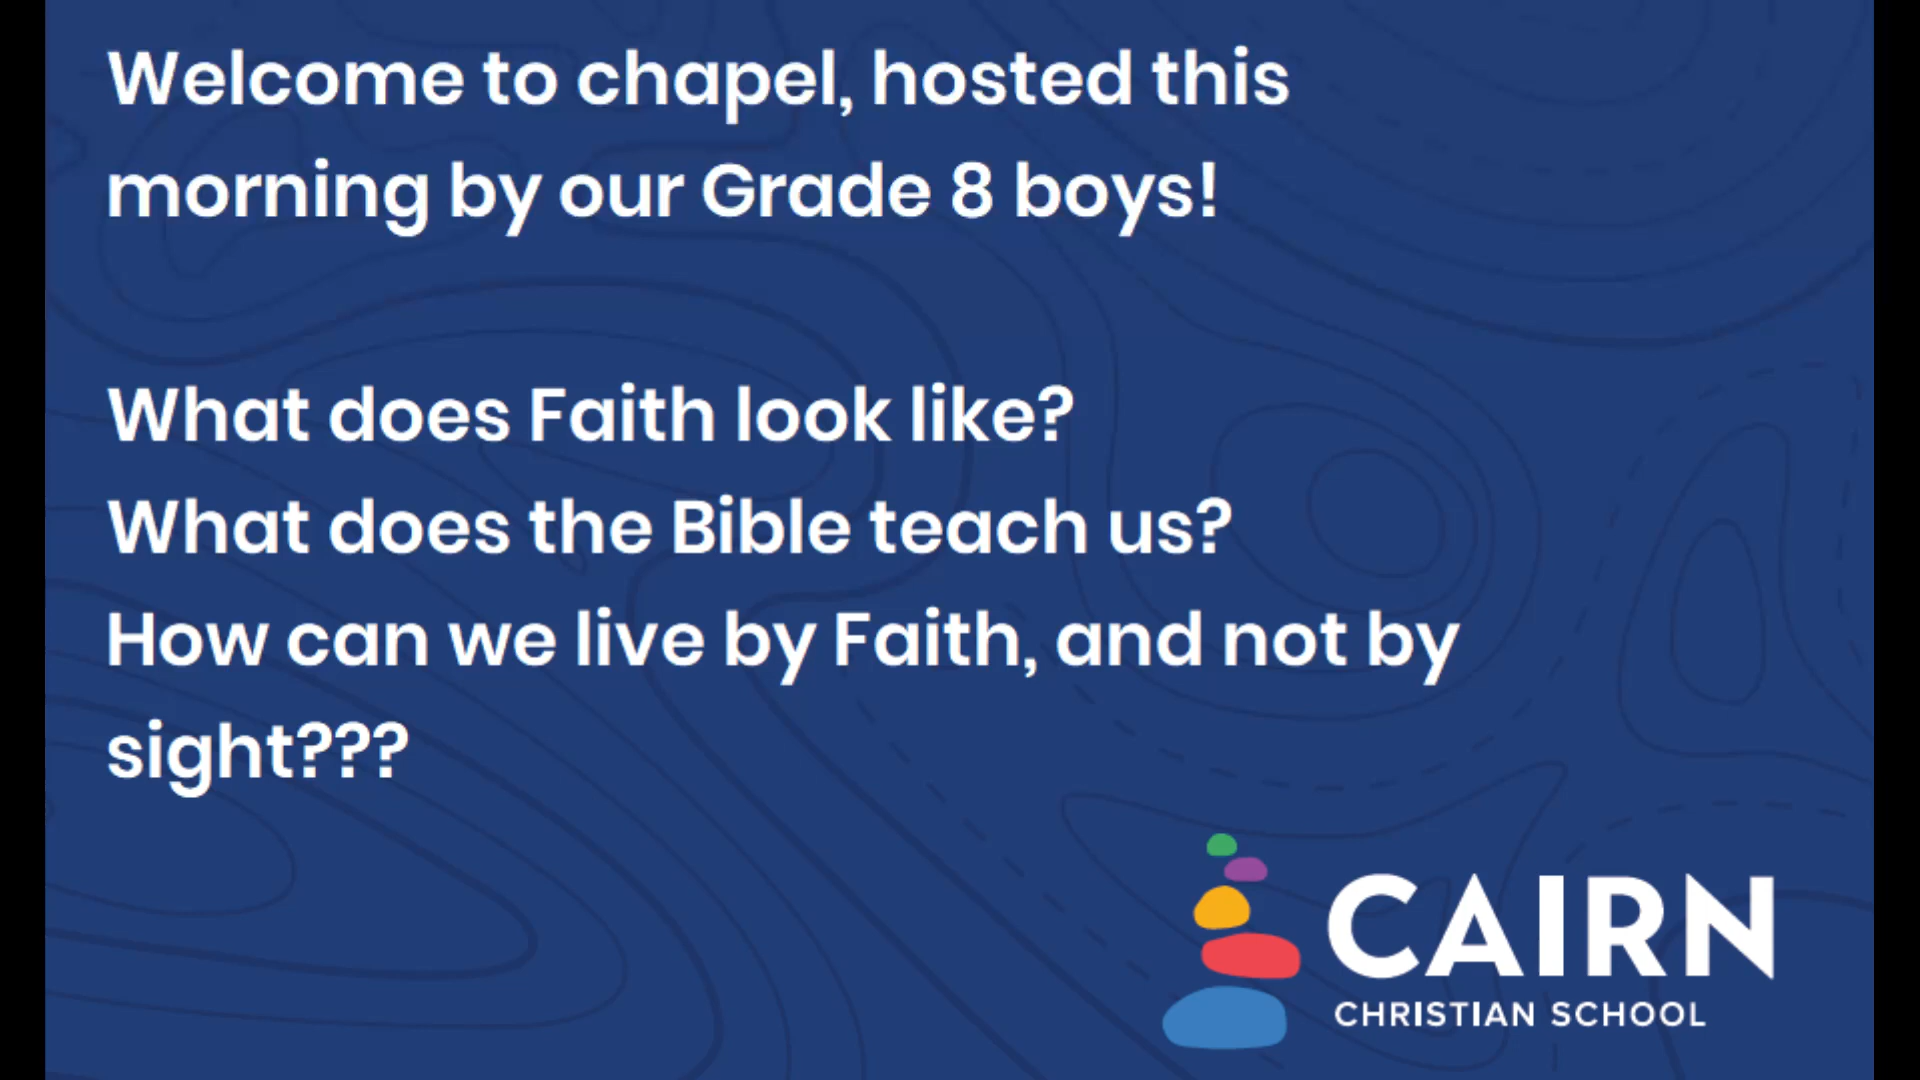 Welcome to chapel, hosted this
morning by our Grade 8 boys!
What does Faith look like?
What does the Bible teach us?
How can we live by Faith, and not by
sight???
CAIRN
CHRISTIAN SCHOOL